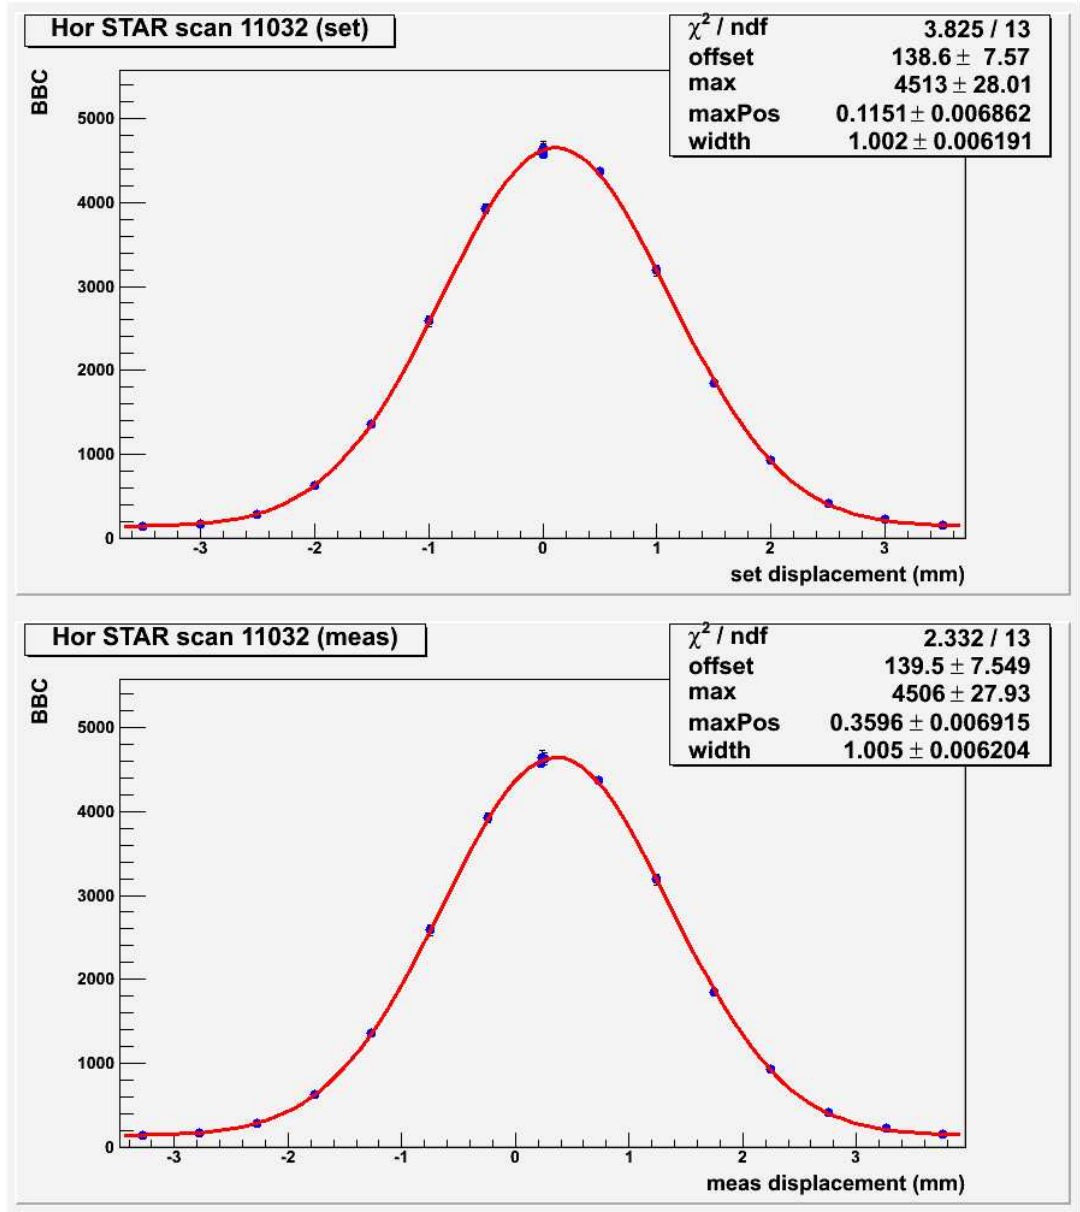 Hor STAR scan 11032 (set)
χ² / ndf 3.825 / 13
offset 138.6 ± 7.57
max 4513 ± 28.01
maxPos 0.1151 ± 0.006862
width 1.002 ± 0.006191
BBC
5000
4000
3000
2000
1000
0
-3 -2 -1 0 1 2 3
set displacement (mm)
Hor STAR scan 11032 (meas)
χ² / ndf 2.332 / 13
offset 139.5 ± 7.549
max 4506 ± 27.93
maxPos 0.3596 ± 0.006915
width 1.005 ± 0.006204
BBC
5000
4000
3000
2000
1000
0
-3 -2 -1 0 1 2 3
meas displacement (mm)